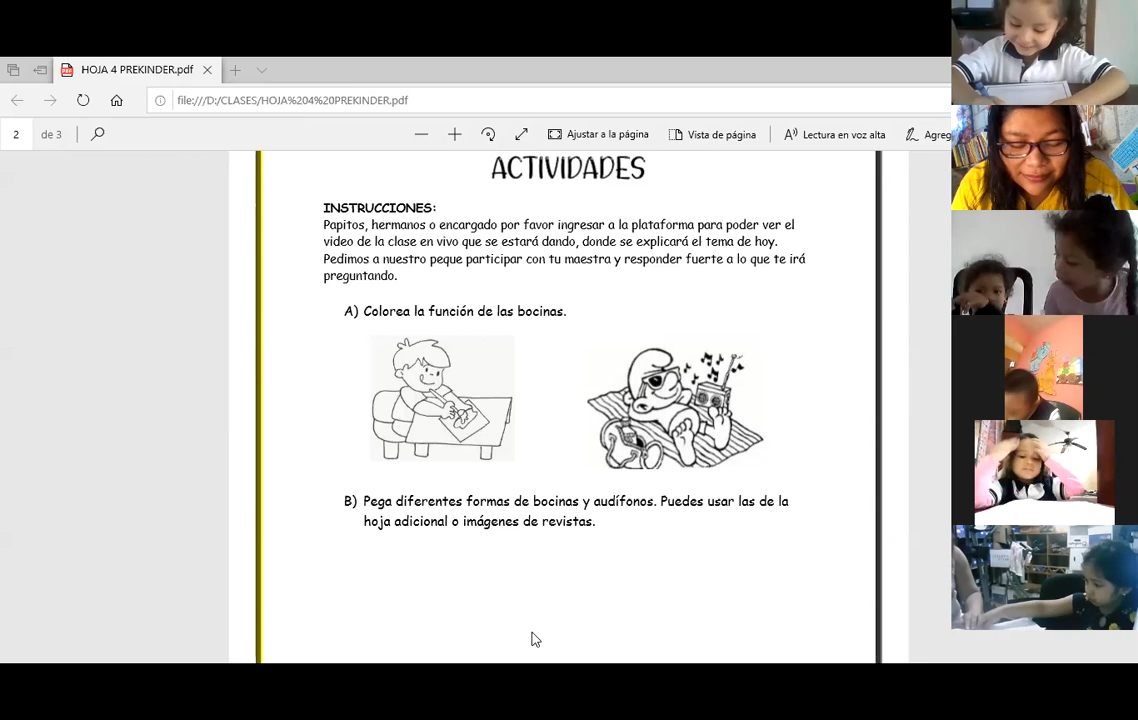 HOJA 4 PREKINDER.pdf
file:///D:/CLASES/HOJA%204%20PREKINDER.pdf
2 de 3 Ajustar a la página Vista de página Lectura en voz alta Agreg
ACTIVIDADES
INSTRUCCIONES:
Papitos, hermanos o encargado por favor ingresar a la plataforma para poder ver el
video de la clase en vivo que se estará dando, donde se explicará el tema de hoy.
Pedimos a nuestro peque participar con tu maestra y responder fuerte a lo que te irá
preguntando.
A) Colorea la función de las bocinas.
B) Pega diferentes formas de bocinas y audífonos. Puedes usar las de la
hoja adicional o imágenes de revistas.